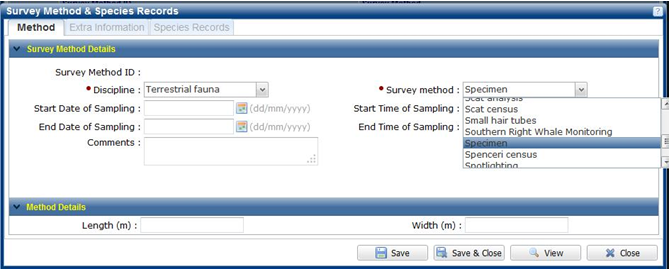 Survey Method & Species Records
?
Method Extra Information Species Records
Survey Method Details
Survey Method ID :
• Discipline : Terrestrial fauna • Survey method : Specimen
Scat analysis
Start Date of Sampling : (dd/mm/yyyy) Start Time of Sampling : Scat census
Small hair tubes
End Date of Sampling : (dd/mm/yyyy) End Time of Sampling : Southern Right Whale Monitoring
Comments : Specimen
Spenceri census
Spotlighting
Method Details
Length (m) : Width (m) :
Save Save & Close View Close